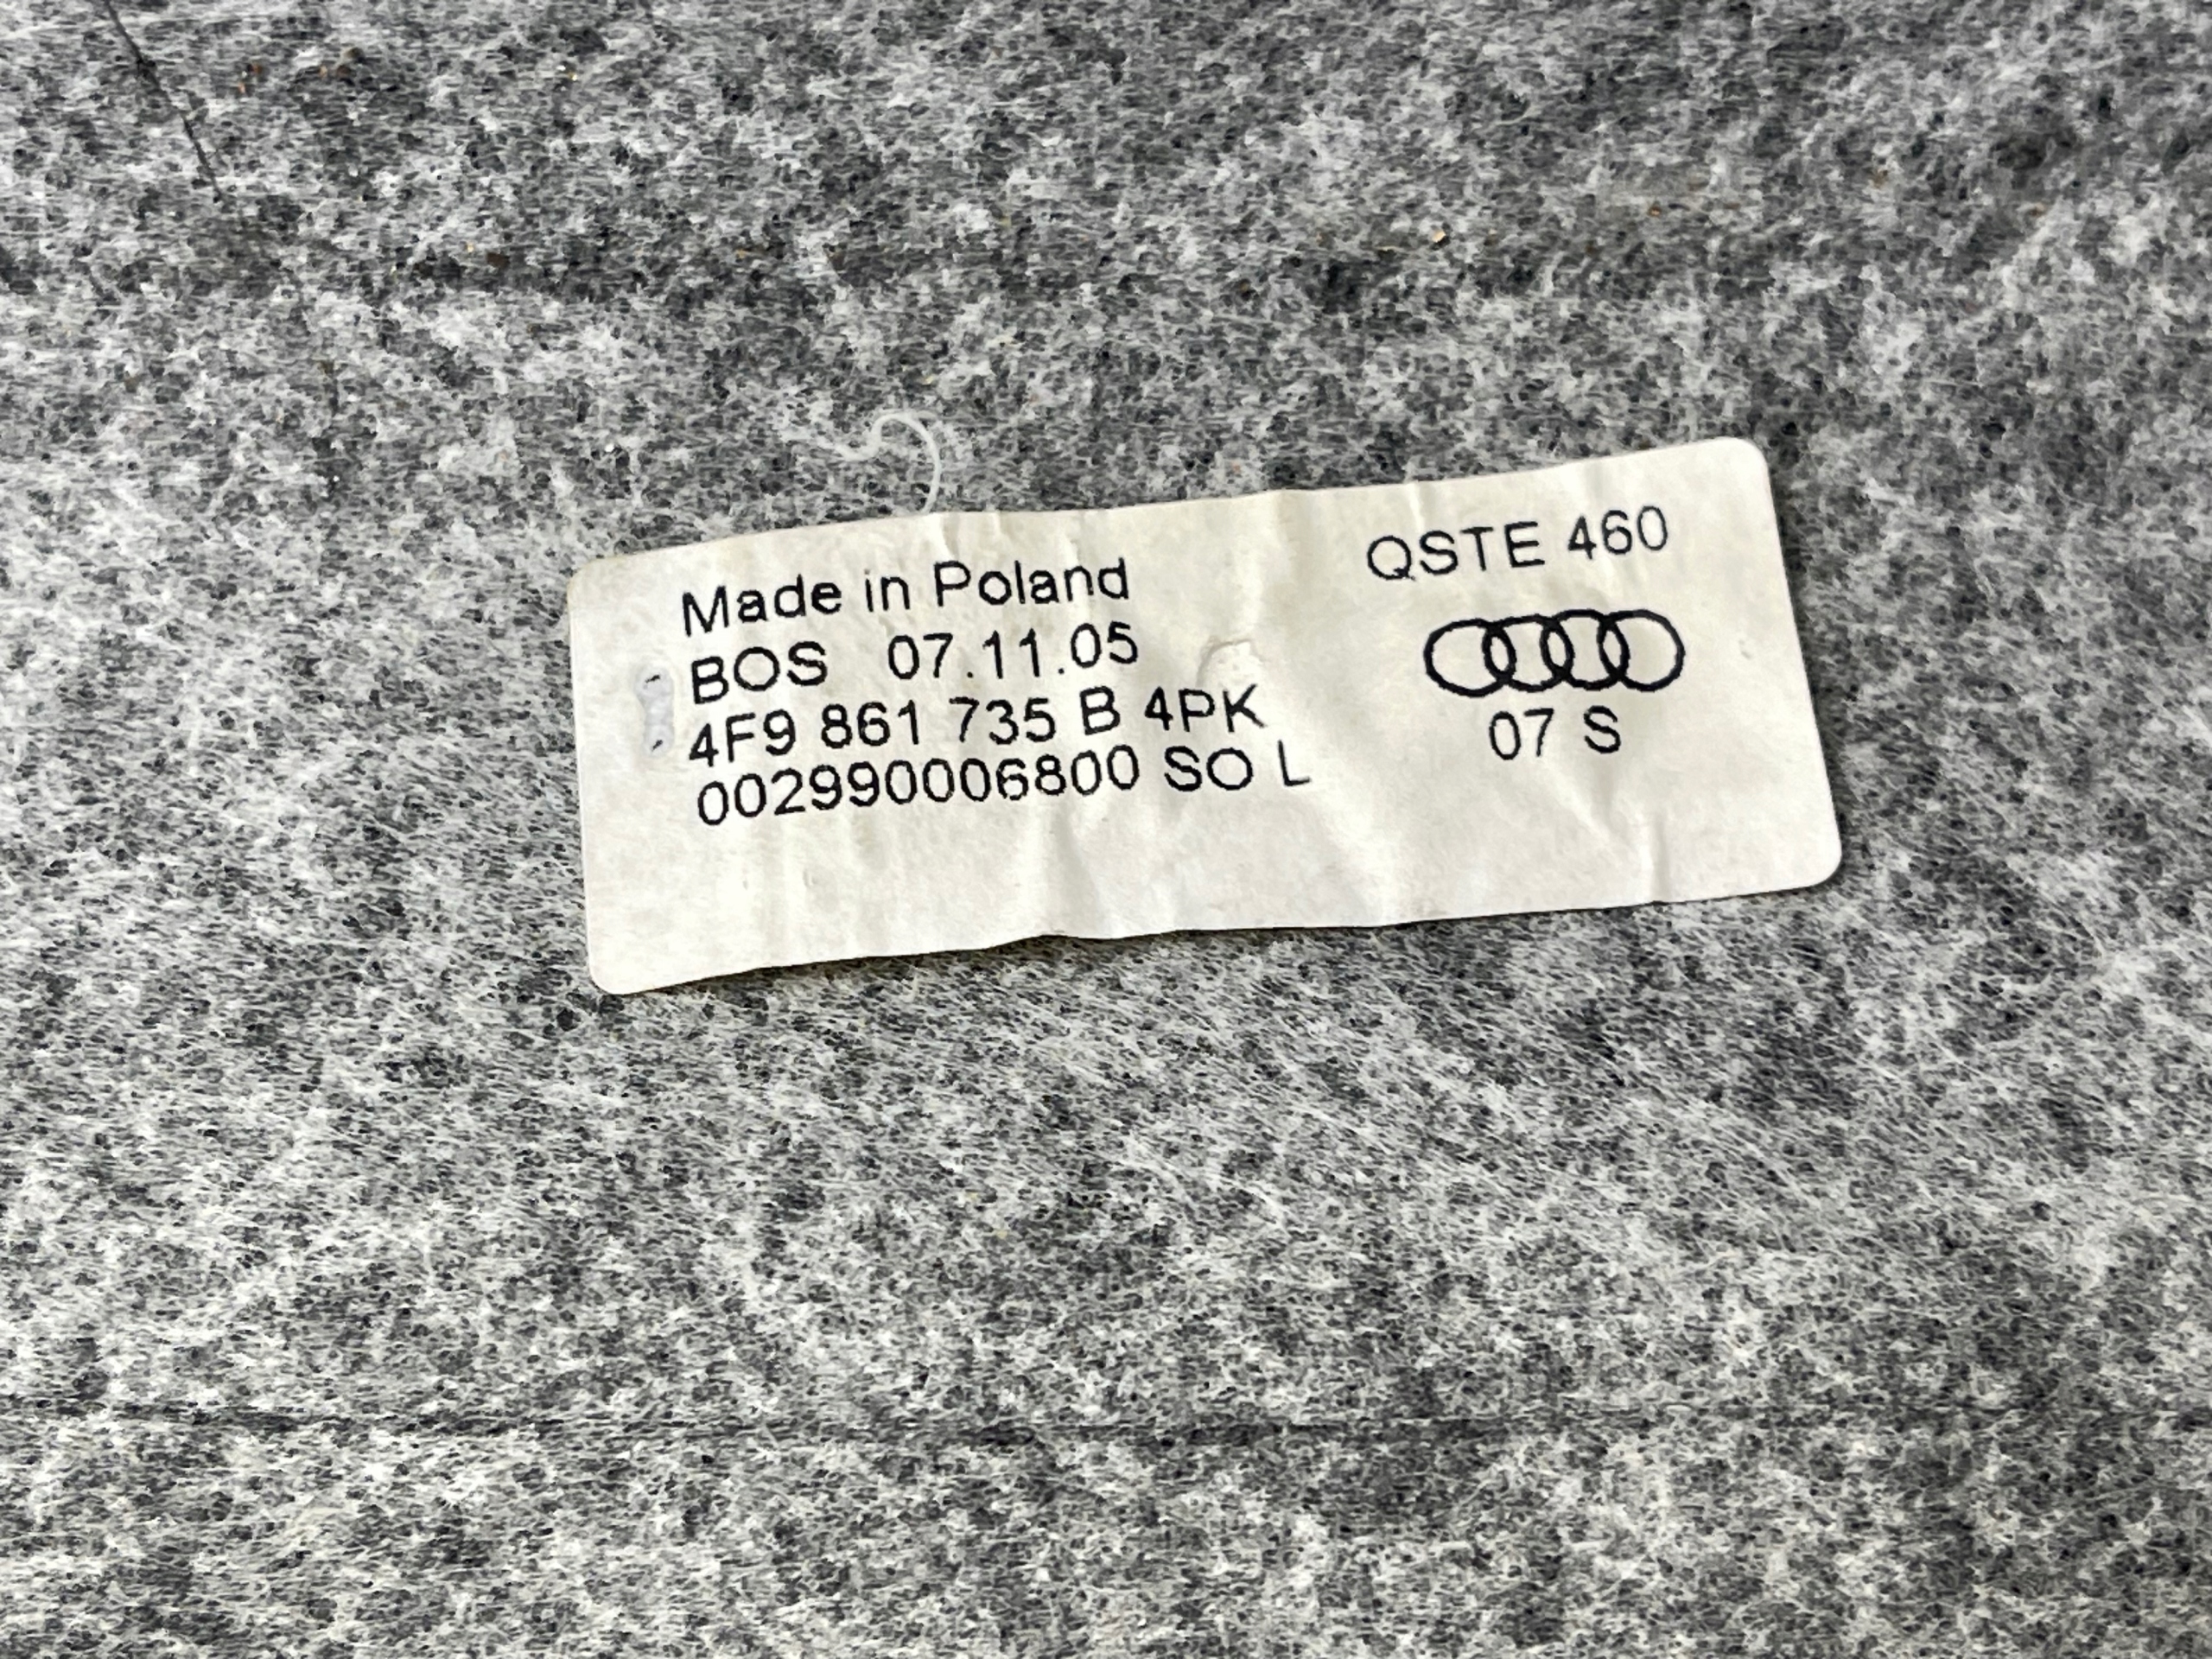 Made in Poland
BOS 07.11.05
4F9 861 735 B 4PK
002990006800 SO L
QSTE 460
07 S